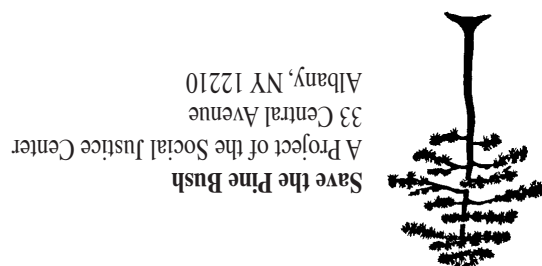 Save the Pine Bush
A Project of the Social Justice Center
33 Central Avenue
Albany, NY 12210